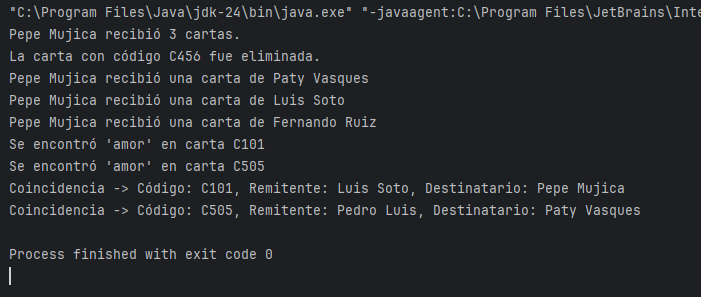 "C:\Program Files\Java\jdk-24\bin\java.exe" "-javaagent:C:\Program Files\JetBrains\Inte
Pepe Mujica recibió 3 cartas.
La carta con código C456 fue eliminada.
Pepe Mujica recibió una carta de Paty Vasques
Pepe Mujica recibió una carta de Luis Soto
Pepe Mujica recibió una carta de Fernando Ruiz
Se encontró 'amor' en carta C101
Se encontró 'amor' en carta C505
Coincidencia -> Código: C101, Remitente: Luis Soto, Destinatario: Pepe Mujica
Coincidencia -> Código: C505, Remitente: Pedro Luis, Destinatario: Paty Vasques
Process finished with exit code 0